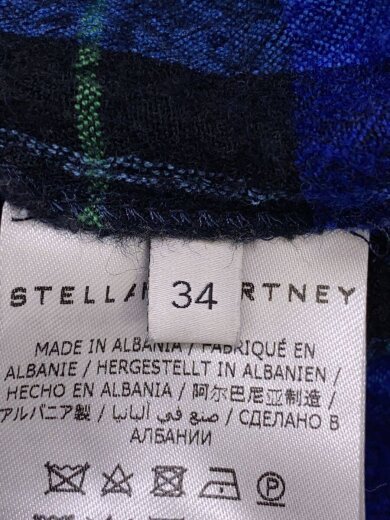 34
STELLA RTNEY
MADE IN ALBANIA / FABRIQUÉ EN
ALBANIE / HERGESTELLT IN ALBANIEN /
HECHO EN ALBANIA / 阿尔巴尼亚制造 /
アルバニア製 / صنع في ألبانيا / СДЕЛАНО В
АЛБАНИИ
P